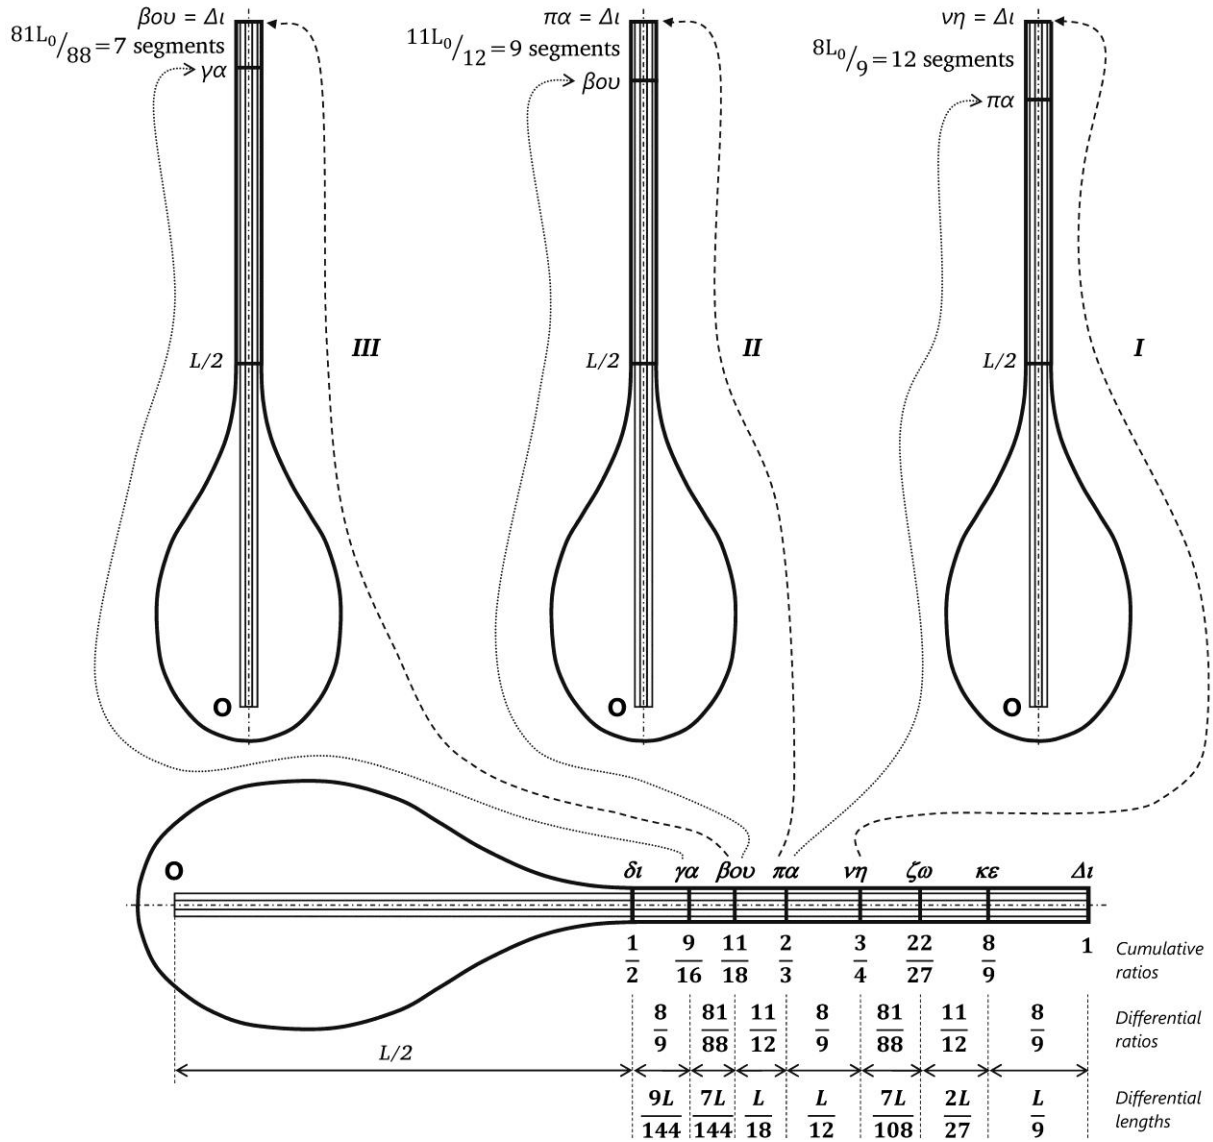 βου = Δι
81L₀/88 = 7 segments
γα
L/2
III
O
πα = Δι
11L₀/12 = 9 segments
βου
L/2
II
O
νη = Δι
8L₀/9 = 12 segments
πα
L/2
I
O
O
δι γα βου πα νη ζω κε Δι
1/2 9/16 11/18 2/3 3/4 22/27 8/9 1
Cumulative
ratios
8/9 81/88 11/12 8/9 81/88 11/12 8/9
Differential
ratios
L/2
9L/144 7L/144 L/18 L/12 7L/108 2L/27 L/9
Differential
lengths